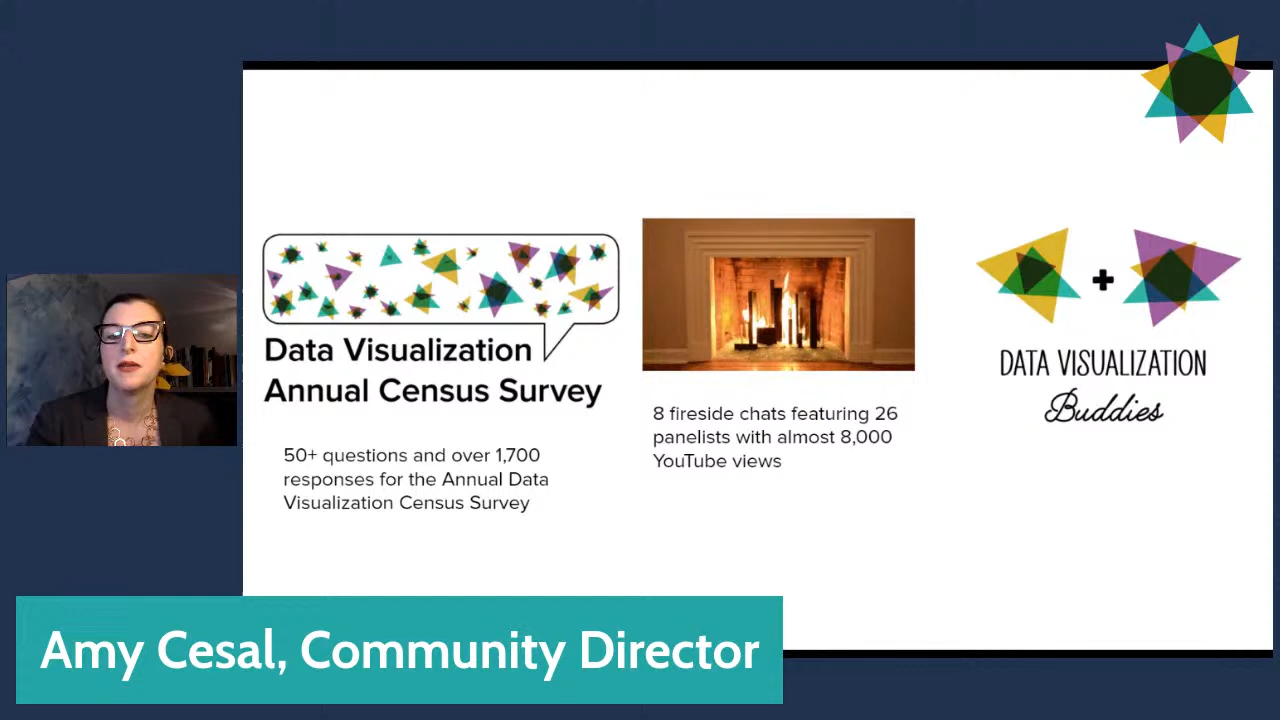 Data Visualization
Annual Census Survey
50+ questions and over 1,700
responses for the Annual Data
Visualization Census Survey
8 fireside chats featuring 26
panelists with almost 8,000
YouTube views
+
DATA VISUALIZATION
Buddies
Amy Cesal, Community Director